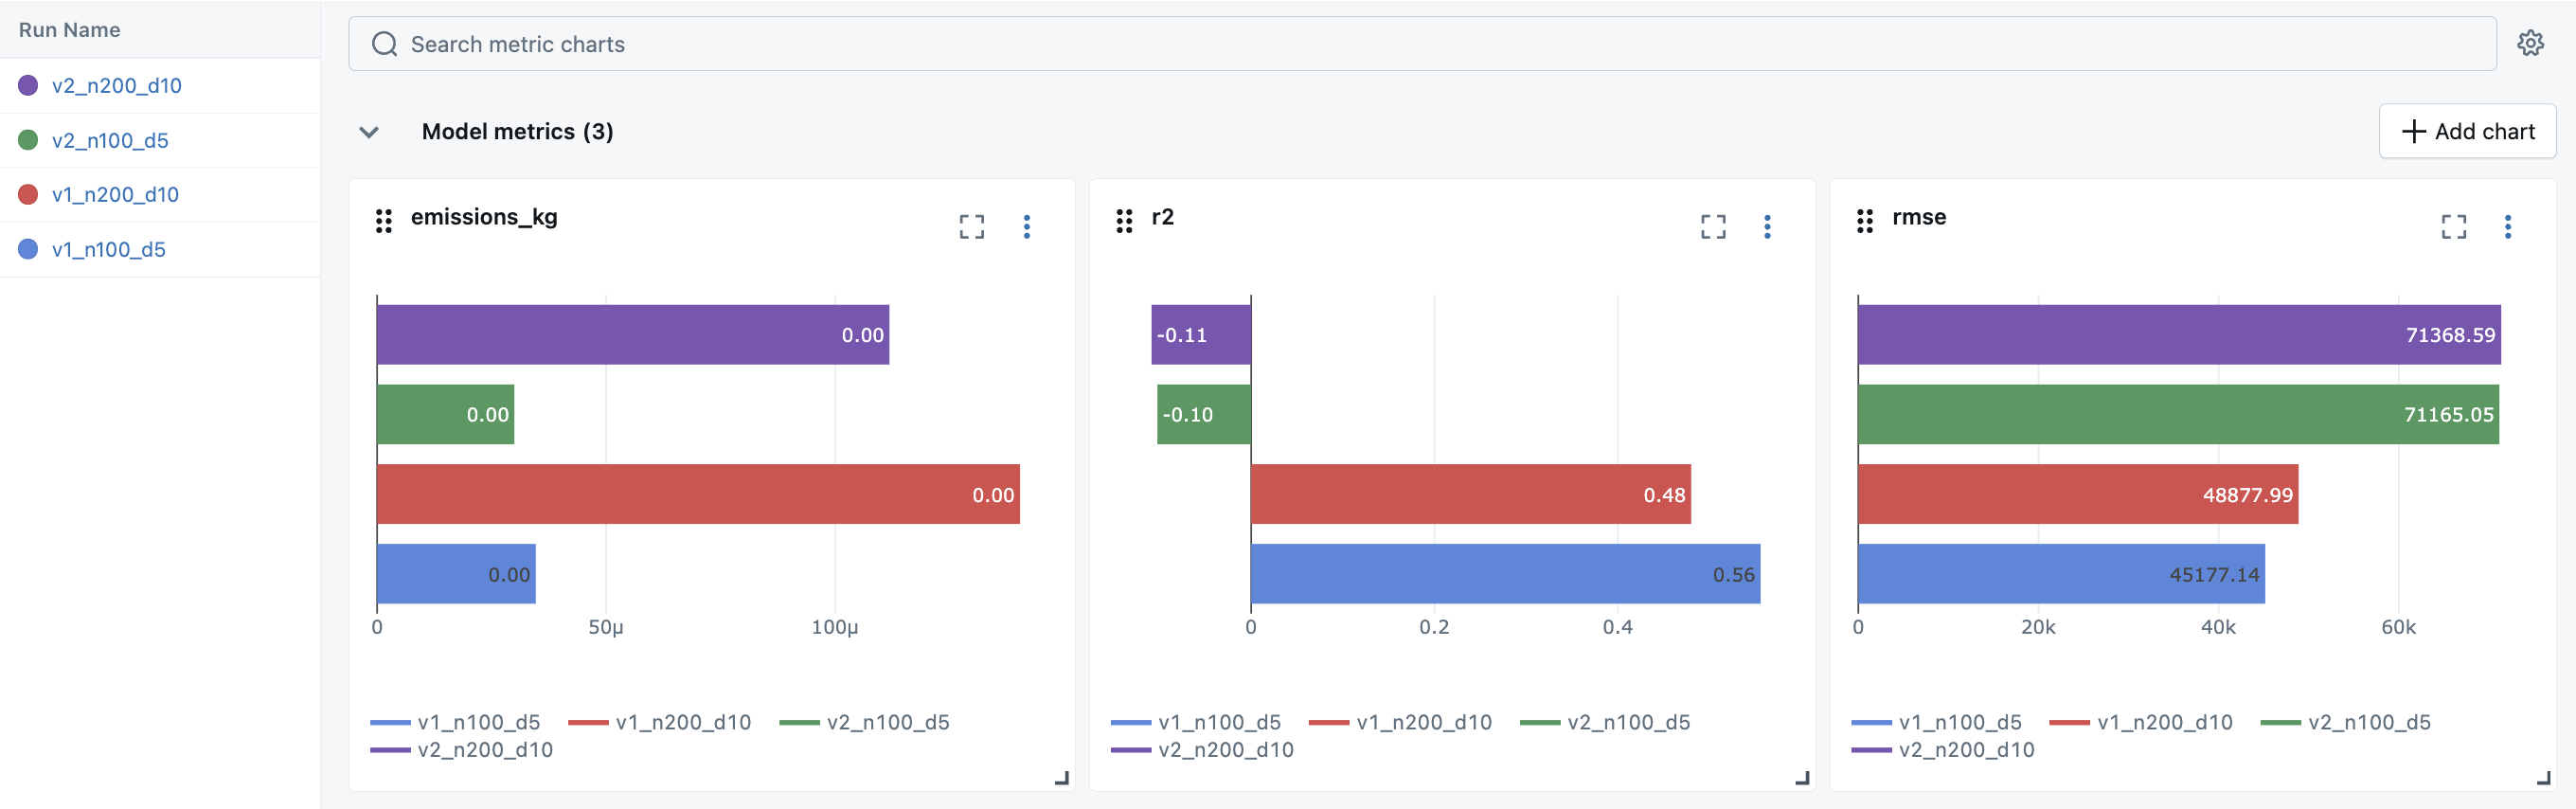 Run Name
v2_n200_d10
v2_n100_d5
v1_n200_d10
v1_n100_d5
Search metric charts
Model metrics (3)
Add chart
emissions_kg
0.00
0.00
0.00
0.00
0 50μ 100μ
v1_n100_d5 v1_n200_d10 v2_n100_d5
v2_n200_d10
r2
-0.11
-0.10
0.48
0.56
0 0.2 0.4
v1_n100_d5 v1_n200_d10 v2_n100_d5
v2_n200_d10
rmse
71368.59
71165.05
48877.99
45177.14
0 20k 40k 60k
v1_n100_d5 v1_n200_d10 v2_n100_d5
v2_n200_d10